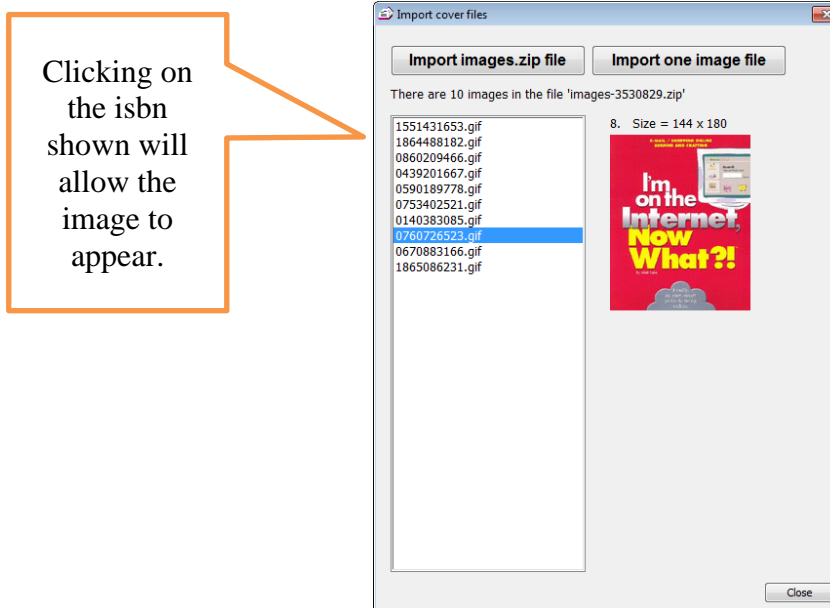 Clicking on
the isbn
shown will
allow the
image to
appear.
Import cover files
Import images.zip file
Import one image file
There are 10 images in the file 'images-3530829.zip'
1551431653.gif
1864488182.gif
0860209466.gif
0439201667.gif
0590189778.gif
0753402521.gif
0140383085.gif
0760726523.gif
0670883166.gif
1865086231.gif
8. Size = 144 x 180
E-MAIL / SHOPPING ONLINE
I'm
on the
Internet,
Now
What?!
Close